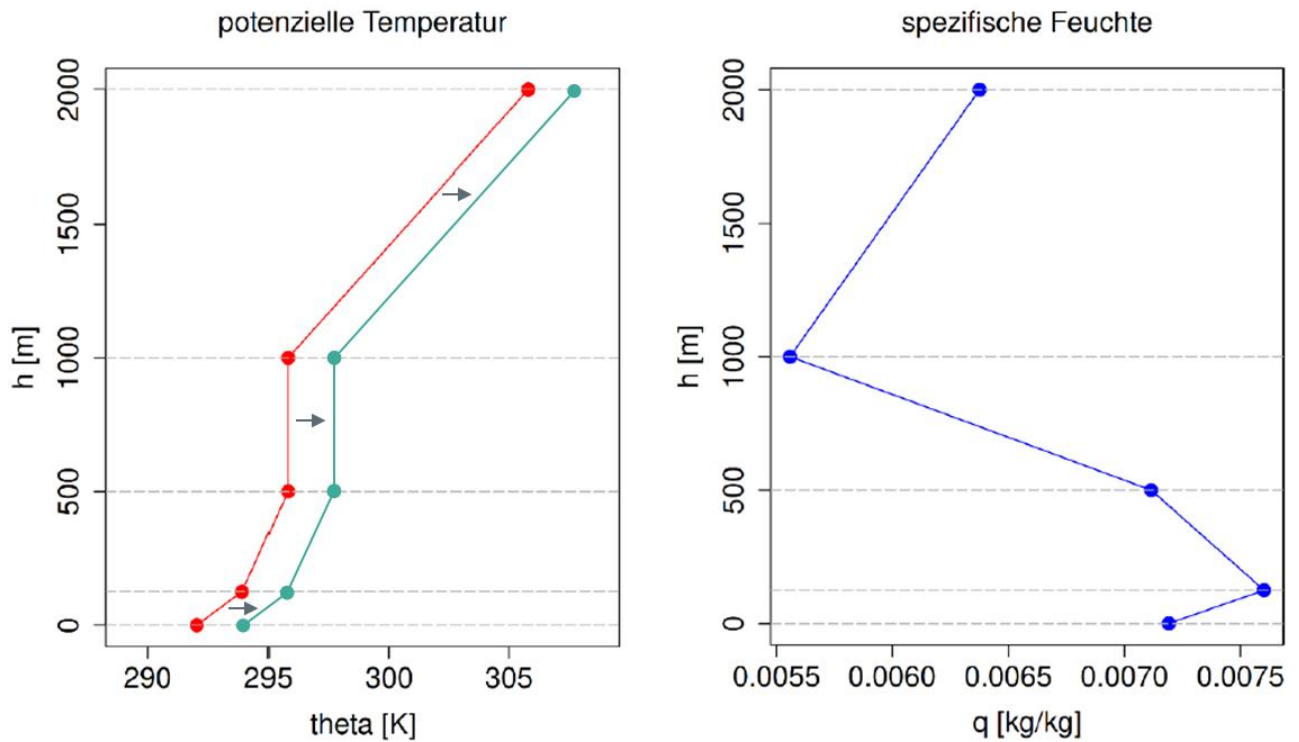 potenzielle Temperatur
h [m]
2000
1500
1000
500
0
290 295 300 305
theta [K]
spezifische Feuchte
h [m]
2000
1500
1000
500
0
0.0055 0.0060 0.0065 0.0070 0.0075
q [kg/kg]